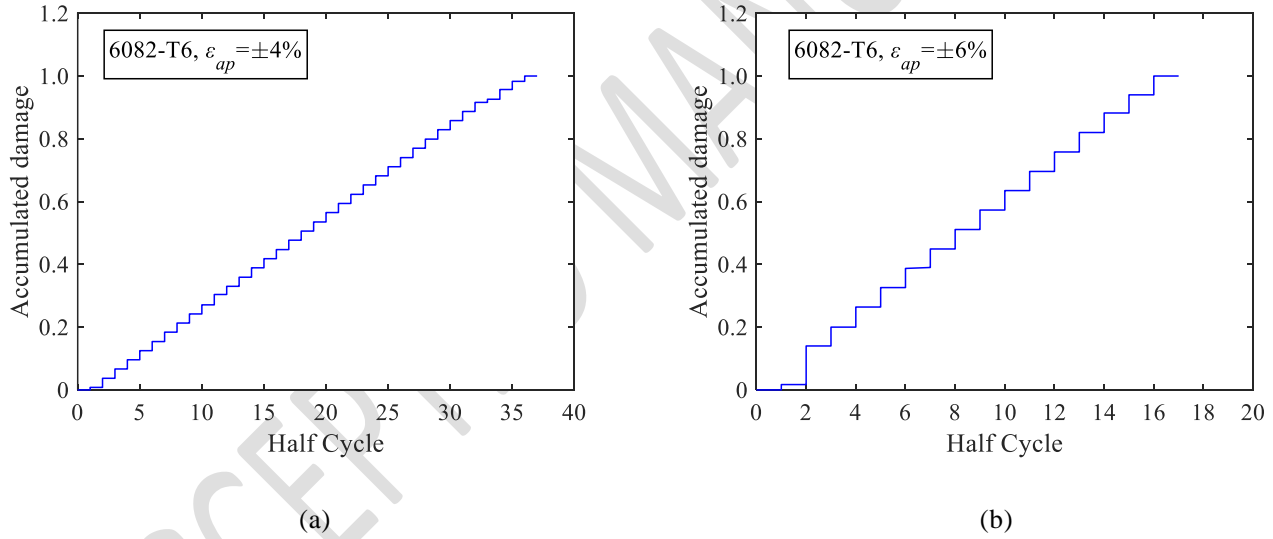 1.2
1.0
0.8
0.6
0.4
0.2
0
Accumulated damage
6082-T6, ε_ap=±4%
0 5 10 15 20 25 30 35 40
Half Cycle
(a)
1.2
1.0
0.8
0.6
0.4
0.2
0
Accumulated damage
6082-T6, ε_ap=±6%
0 2 4 6 8 10 12 14 16 18 20
Half Cycle
(b)